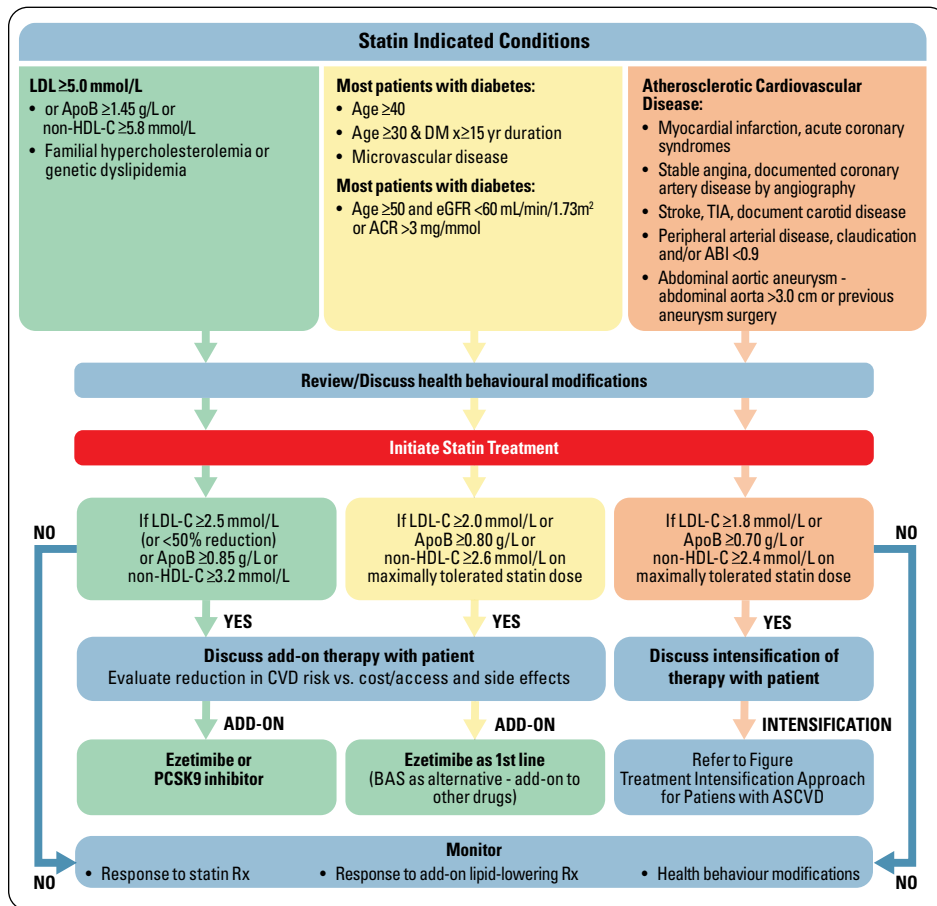 Statin Indicated Conditions
LDL ≥5.0 mmol/L
• or ApoB ≥1.45 g/L or
non-HDL-C ≥5.8 mmol/L
• Familial hypercholesterolemia or
genetic dyslipidemia
Most patients with diabetes:
• Age ≥40
• Age ≥30 & DM x≥15 yr duration
• Microvascular disease
Most patients with diabetes:
• Age ≥50 and eGFR <60 mL/min/1.73m²
or ACR >3 mg/mmol
Atherosclerotic Cardiovascular
Disease:
• Myocardial infarction, acute coronary
syndromes
• Stable angina, documented coronary
artery disease by angiography
• Stroke, TIA, document carotid disease
• Peripheral arterial disease, claudication
and/or ABI <0.9
• Abdominal aortic aneurysm -
abdominal aorta >3.0 cm or previous
aneurysm surgery
Review/Discuss health behavioural modifications
Initiate Statin Treatment
NO
If LDL-C ≥2.5 mmol/L
(or <50% reduction)
or ApoB ≥0.85 g/L or
non-HDL-C ≥3.2 mmol/L
If LDL-C ≥2.0 mmol/L or
ApoB ≥0.80 g/L or
non-HDL-C ≥2.6 mmol/L on
maximally tolerated statin dose
If LDL-C ≥1.8 mmol/L or
ApoB ≥0.70 g/L or
non-HDL-C ≥2.4 mmol/L on
maximally tolerated statin dose
NO
YES
YES
YES
Discuss add-on therapy with patient
Evaluate reduction in CVD risk vs. cost/access and side effects
Discuss intensification of
therapy with patient
ADD-ON
ADD-ON
INTENSIFICATION
Ezetimibe or
PCSK9 inhibitor
Ezetimibe as 1st line
(BAS as alternative - add-on to
other drugs)
Refer to Figure
Treatment Intensification Approach
for Patiens with ASCVD
Monitor
NO
• Response to statin Rx
• Response to add-on lipid-lowering Rx
• Health behaviour modifications
NO